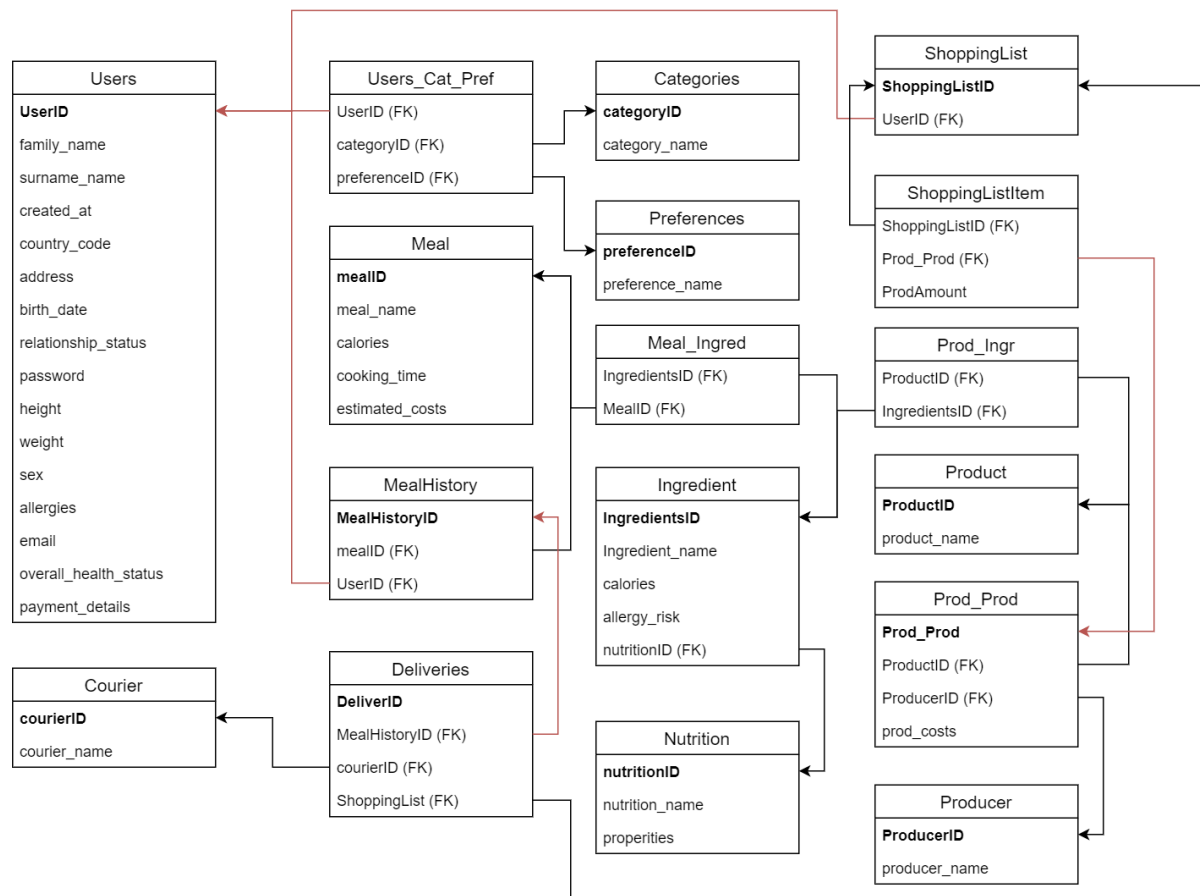 Users
UserID
family_name
surname_name
created_at
country_code
address
birth_date
relationship_status
password
height
weight
sex
allergies
email
overall_health_status
payment_details
Courier
courierID
courier_name
Users_Cat_Pref
UserID (FK)
categoryID (FK)
preferenceID (FK)
Meal
mealID
meal_name
calories
cooking_time
estimated_costs
MealHistory
MealHistoryID
mealID (FK)
UserID (FK)
Deliveries
DeliverID
MealHistoryID (FK)
courierID (FK)
ShoppingList (FK)
Categories
categoryID
category_name
Preferences
preferenceID
preference_name
Meal_Ingred
IngredientsID (FK)
MealID (FK)
Ingredient
IngredientsID
Ingredient_name
calories
allergy_risk
nutritionID (FK)
Nutrition
nutritionID
nutrition_name
properities
ShoppingList
ShoppingListID
UserID (FK)
ShoppingListItem
ShoppingListID (FK)
Prod_Prod (FK)
ProdAmount
Prod_Ingr
ProductID (FK)
IngredientsID (FK)
Product
ProductID
product_name
Prod_Prod
Prod_Prod
ProductID (FK)
ProducerID (FK)
prod_costs
Producer
ProducerID
producer_name